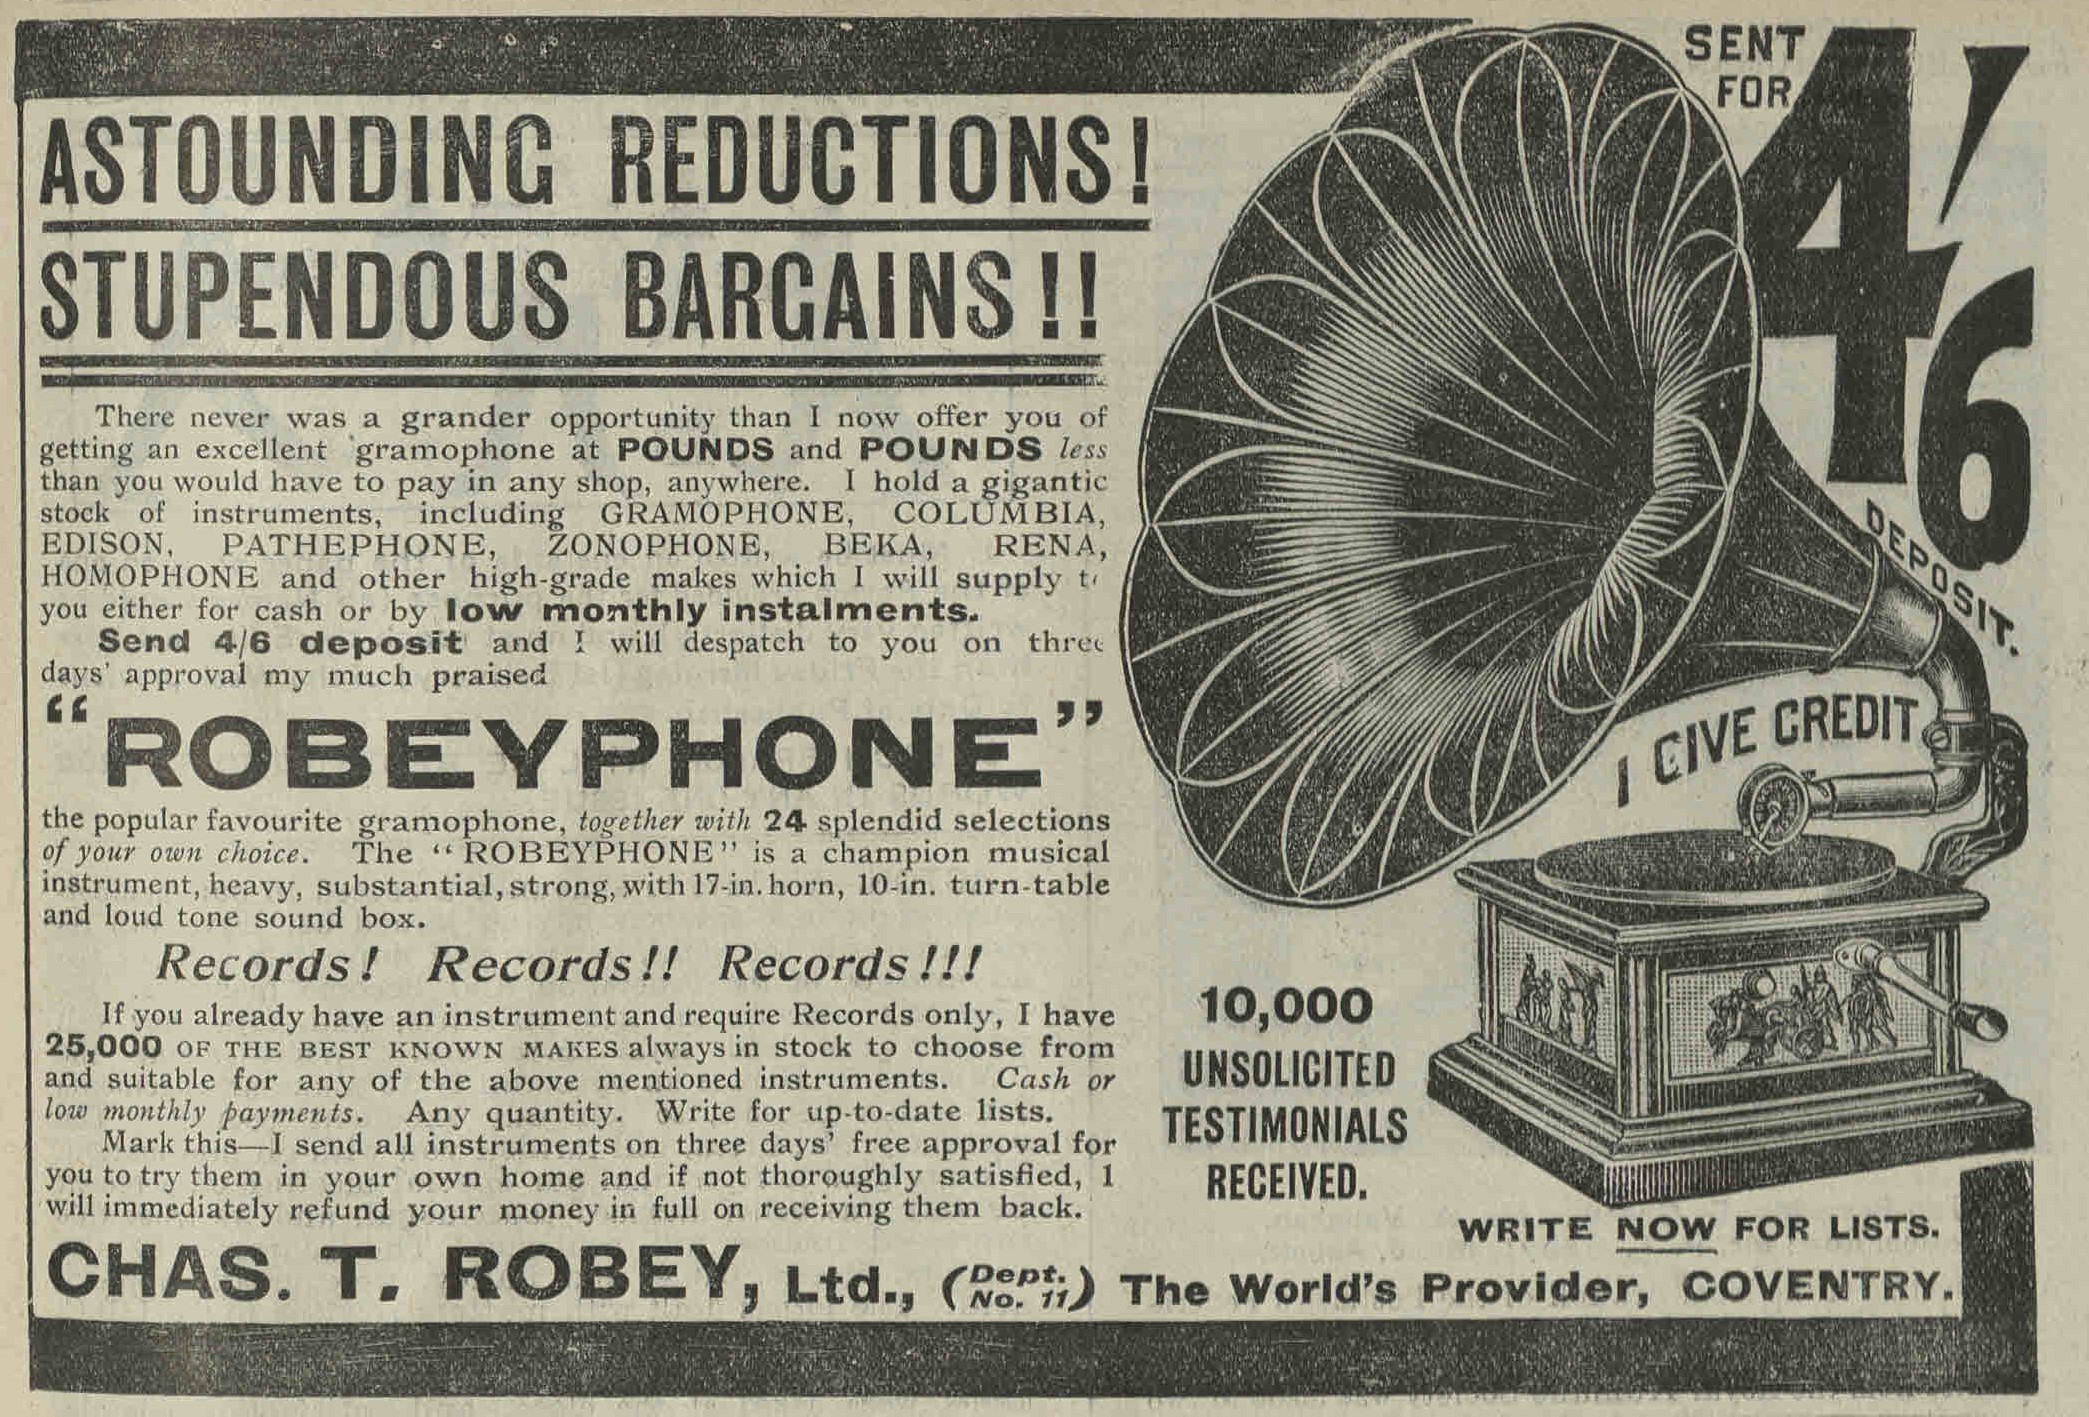 ASTOUNDING REDUCTIONS!
STUPENDOUS BARGAINS!!
There never was a grander opportunity than I now offer you of
getting an excellent gramophone at POUNDS and POUNDS less
than you would have to pay in any shop, anywhere. I hold a gigantic
stock of instruments, including GRAMOPHONE, COLUMBIA,
EDISON, PATHEPHONE, ZONOPHONE, BEKA, RENA,
HOMOPHONE and other high-grade makes which I will supply to
you either for cash or by low monthly instalments.
Send 4/6 deposit and I will despatch to you on three
days' approval my much praised
"ROBEYPHONE"
the popular favourite gramophone, together with 24 splendid selections
of your own choice. The "ROBEYPHONE" is a champion musical
instrument, heavy, substantial, strong, with 17-in. horn, 10-in. turn-table
and loud tone sound box.
Records! Records!! Records!!!
If you already have an instrument and require Records only, I have
25,000 OF THE BEST KNOWN MAKES always in stock to choose from
and suitable for any of the above mentioned instruments. Cash or
low monthly payments. Any quantity. Write for up-to-date lists.
Mark this—I send all instruments on three days' free approval for
you to try them in your own home and if not thoroughly satisfied, I
will immediately refund your money in full on receiving them back.
SENT
FOR
4/6
DEPOSIT.
I GIVE CREDIT
10,000
UNSOLICITED
TESTIMONIALS
RECEIVED.
WRITE NOW FOR LISTS.
CHAS. T. ROBEY, Ltd., (Dept. No. 11) The World's Provider, COVENTRY.